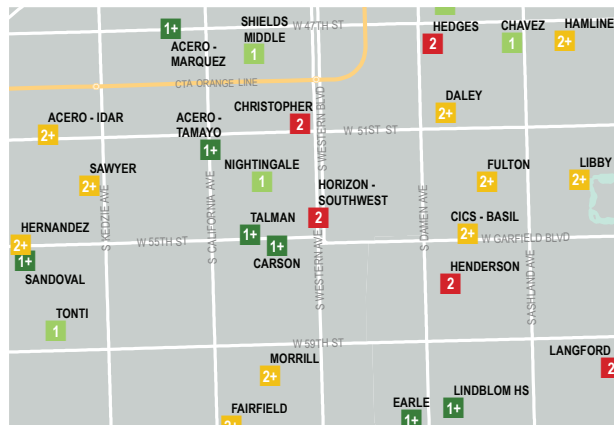 W 47TH ST
SHIELDS
MIDDLE
1
1+
ACERO -
MARQUEZ
HEDGES
2
CHAVEZ
1
HAMLINE
2+
CTA ORANGE LINE
ACERO - IDAR
2+
ACERO -
TAMAYO
1+
CHRISTOPHER
2
S WESTERN BLVD
W 51ST ST
DALEY
2+
SAWYER
2+
NIGHTINGALE
1
HORIZON -
SOUTHWEST
2
FULTON
2+
LIBBY
2+
S KEDZIE AVE
S CALIFORNIA AVE
S DAMEN AVE
HERNANDEZ
2+
1+
SANDOVAL
W 55TH ST
TALMAN
1+
1+
CARSON
CICS - BASIL
2+
W GARFIELD BLVD
S WESTERN AVE
HENDERSON
2
S ASHLAND AVE
TONTI
1
W 59TH ST
MORRILL
2+
LANGFORD
2
FAIRFIELD
2+
EARLE
1+
LINDBLOM HS
1+